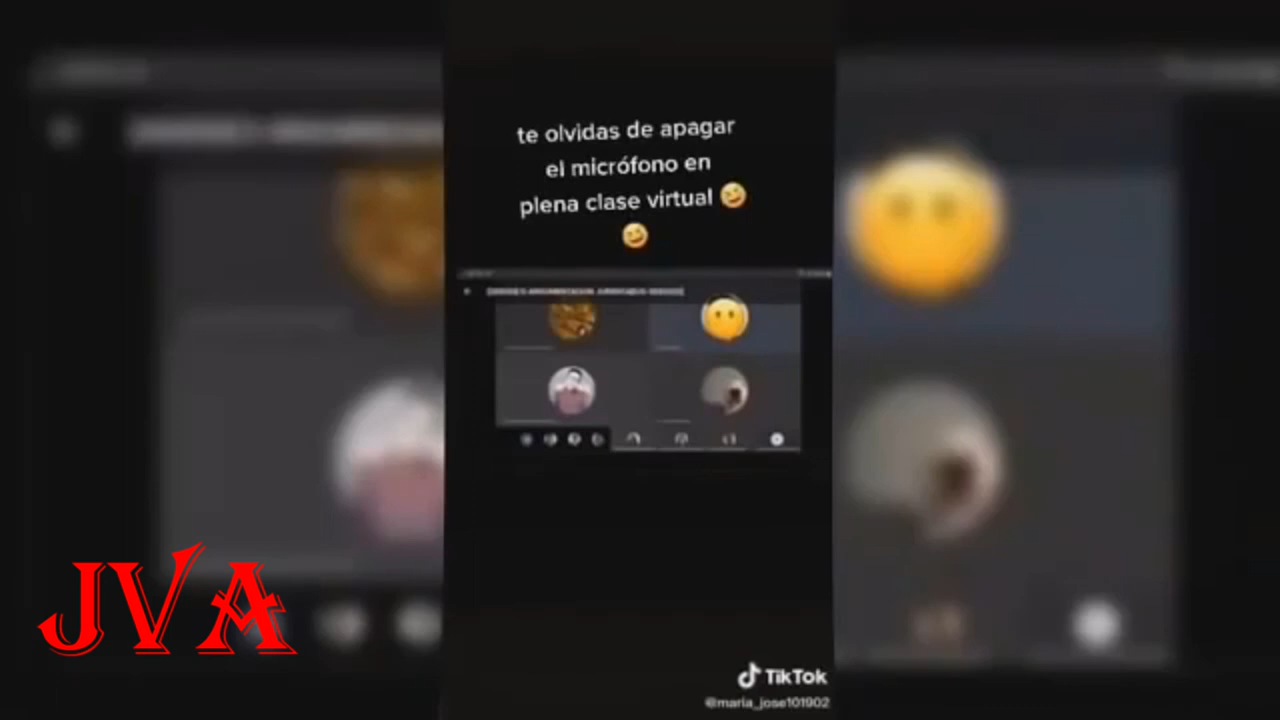 te olvidas de apagar
el micrófono en
plena clase virtual 🤪
🤪
JVA
TikTok
@maria_jose101902